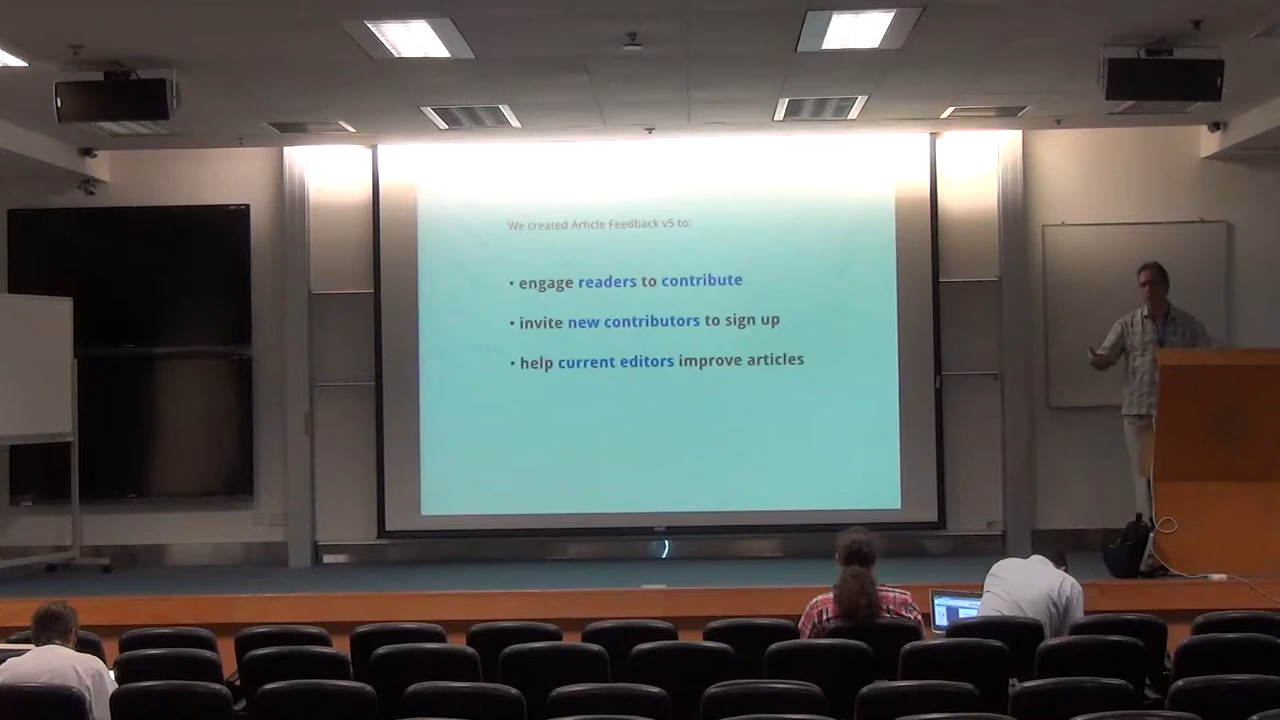 We created Article Feedback v5 to:
• engage readers to contribute
• invite new contributors to sign up
• help current editors improve articles